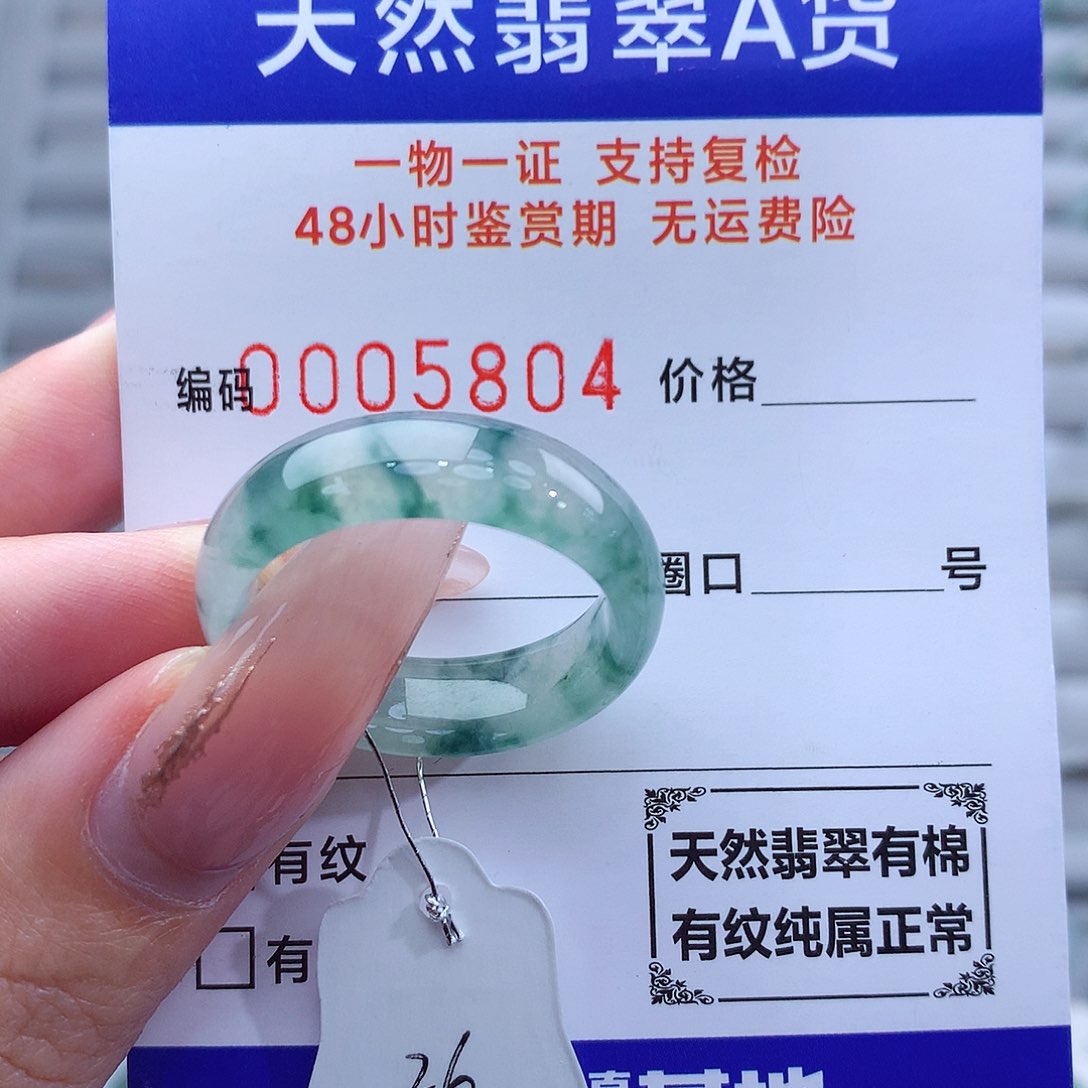 天然翡翠A货
一物一证 支持复检
48小时鉴赏期 无运费险
编码0005804 价格
圈口 号
有纹
有
天然翡翠有棉
有纹纯属正常